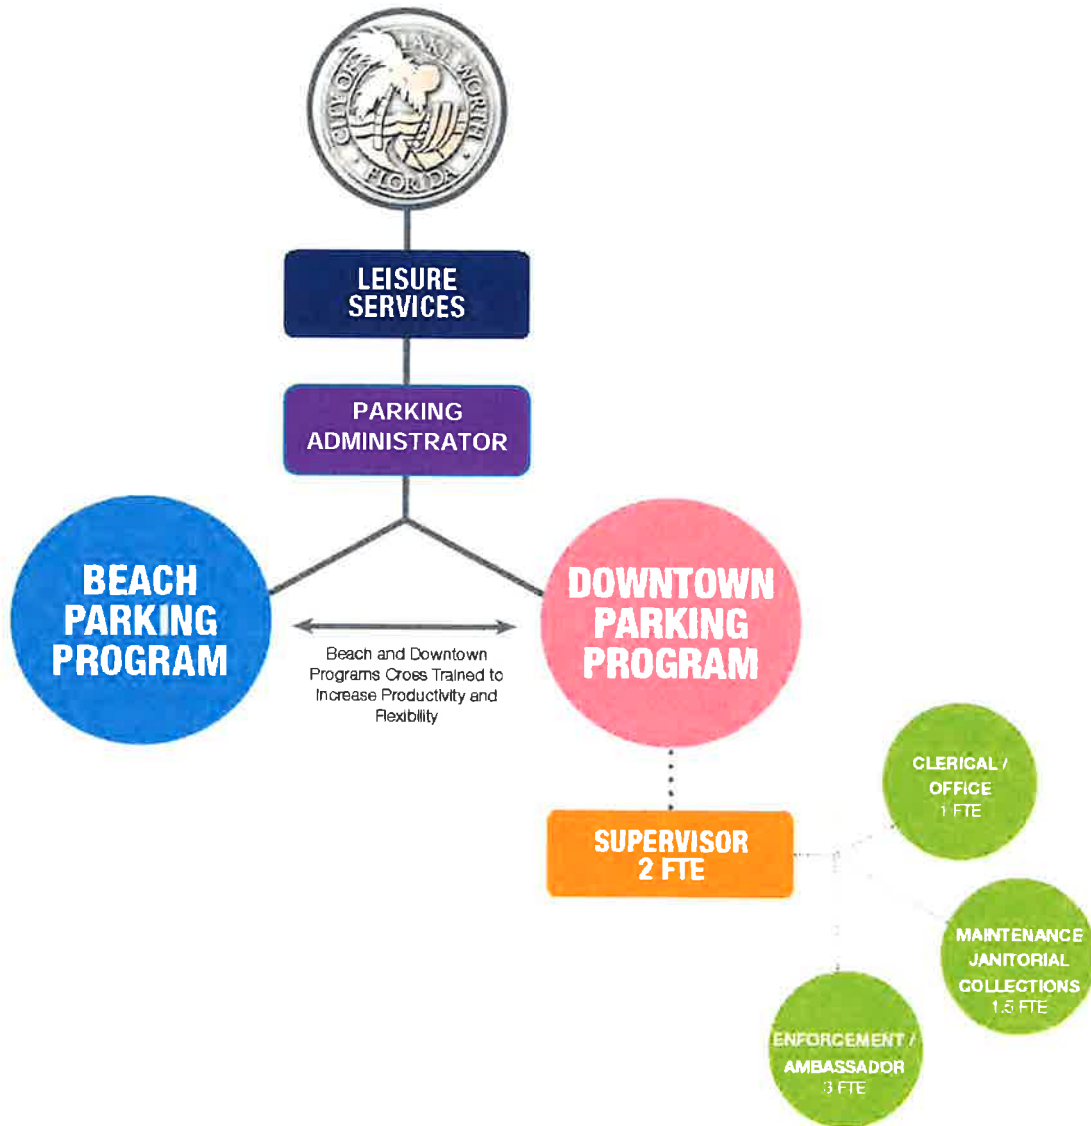 CITY OF LAKE WORTH
FLORIDA
LEISURE
SERVICES
PARKING
ADMINISTRATOR
BEACH
PARKING
PROGRAM
DOWNTOWN
PARKING
PROGRAM
Beach and Downtown
Programs Cross Trained to
Increase Productivity and
Flexibility
CLERICAL /
OFFICE
1 FTE
SUPERVISOR
2 FTE
MAINTENANCE
JANITORIAL
COLLECTIONS
1.5 FTE
ENFORCEMENT /
AMBASSADOR
3 FTE